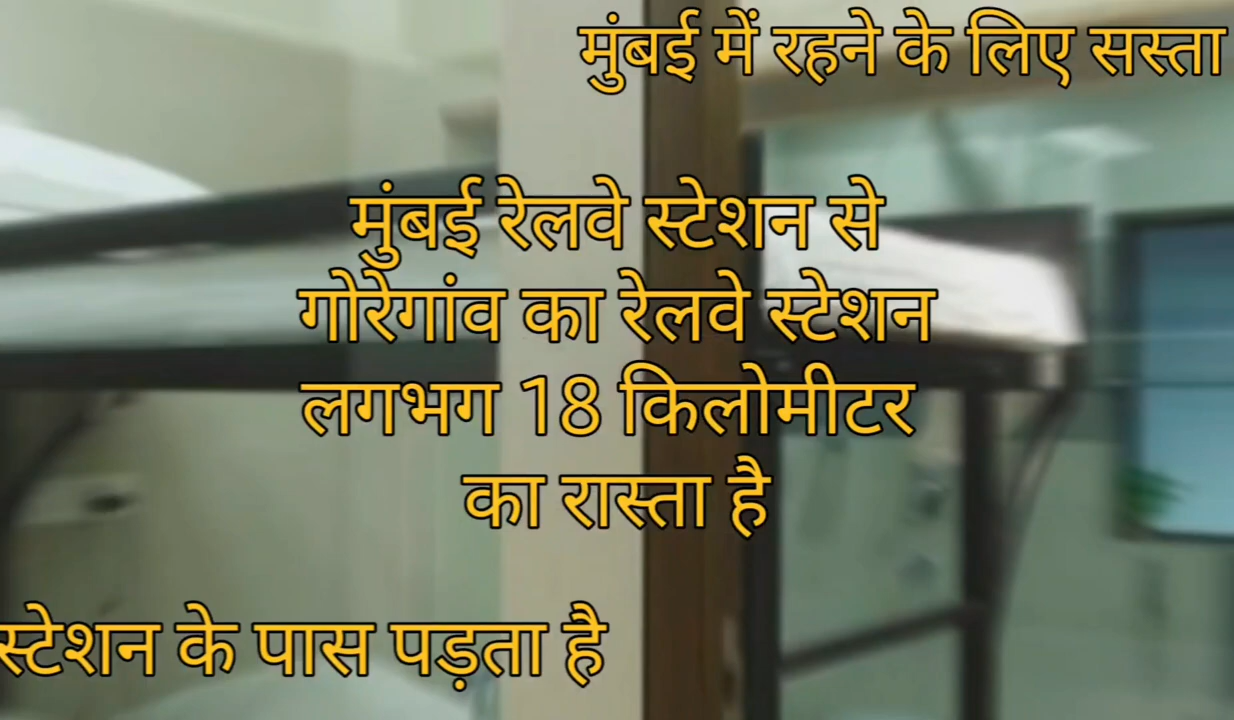 मुंबई में रहने के लिए सस्ता
मुंबई रेलवे स्टेशन से
गोरेगांव का रेलवे स्टेशन
लगभग 18 किलोमीटर
का रास्ता है
स्टेशन के पास पड़ता है